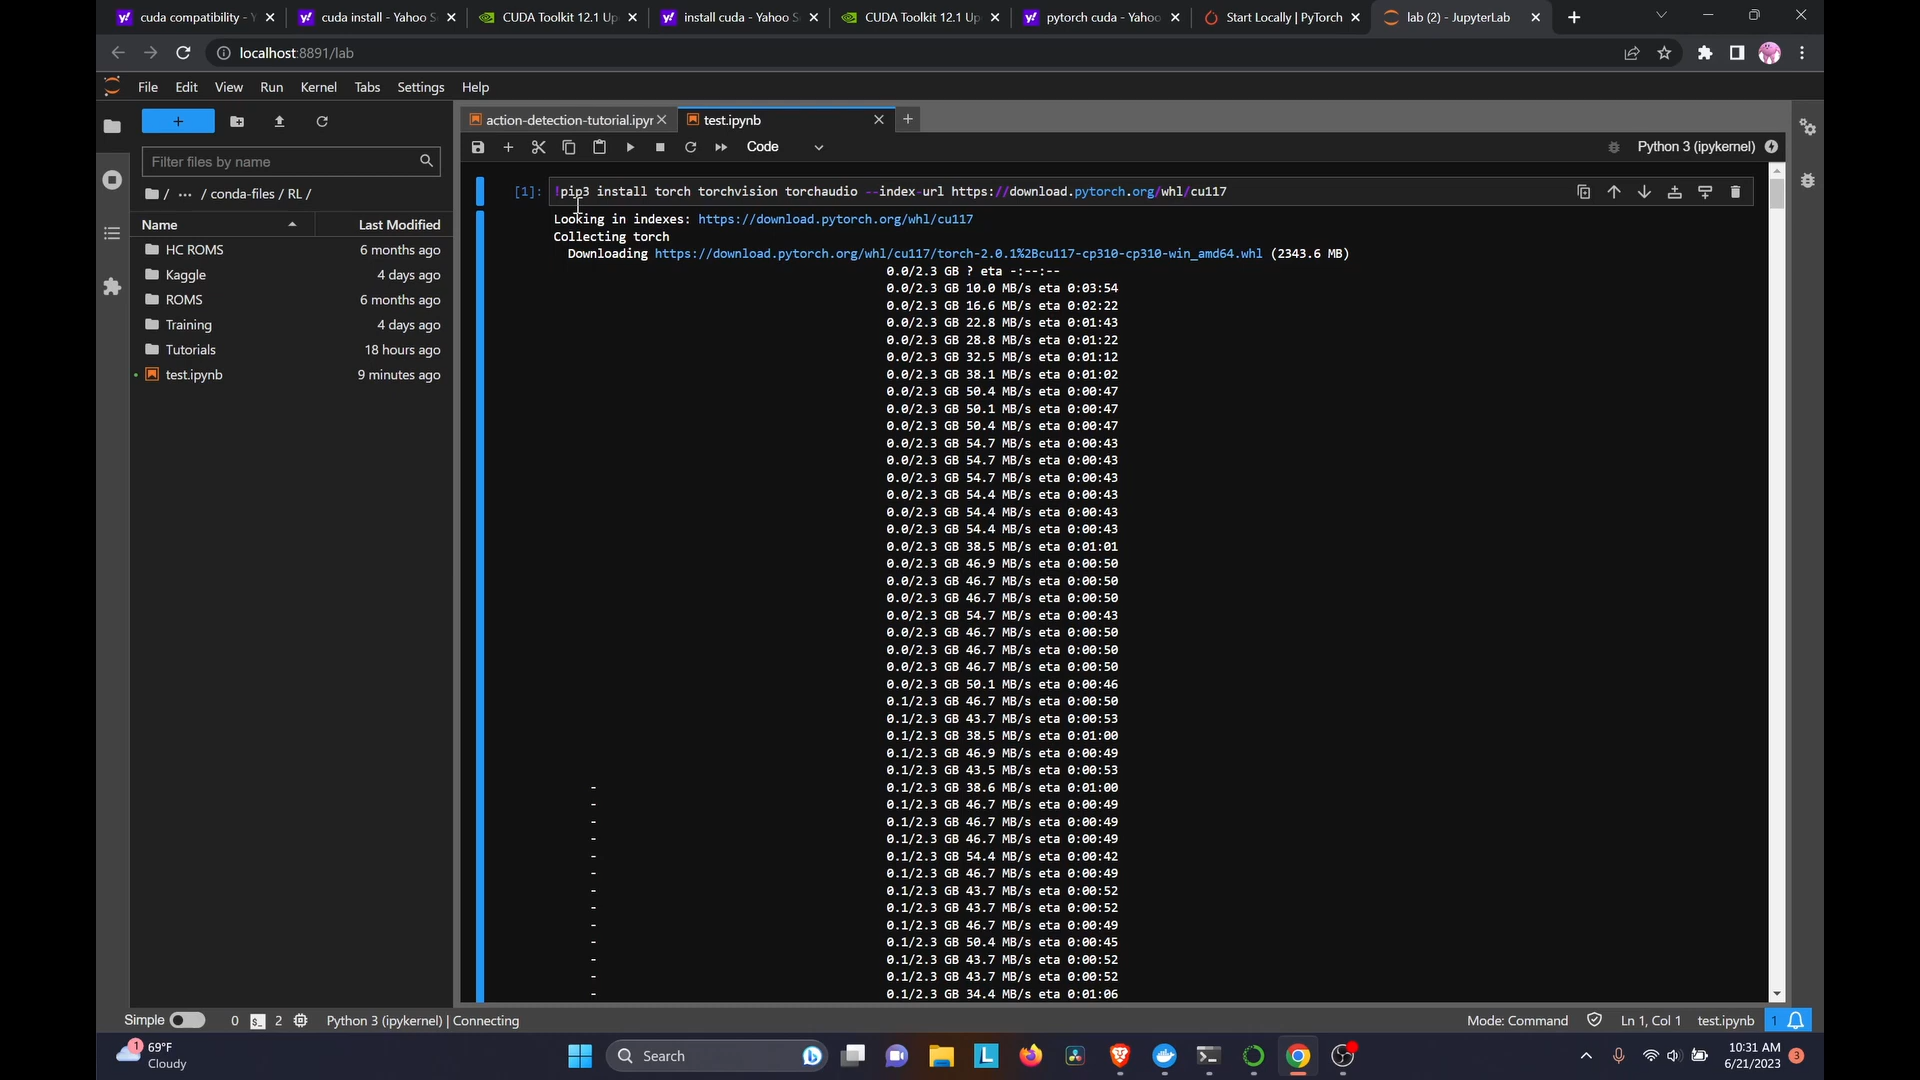 cuda compatibility - Y
cuda install - Yahoo S
CUDA Toolkit 12.1 Up
install cuda - Yahoo S
CUDA Toolkit 12.1 Up
pytorch cuda - Yahoo
Start Locally | PyTorch
lab (2) - JupyterLab
localhost:8891/lab
File Edit View Run Kernel Tabs Settings Help
action-detection-tutorial.ipyn
test.ipynb
Code
Python 3 (ipykernel)
Filter files by name
/ ··· / conda-files / RL /
Name Last Modified
HC ROMS 6 months ago
Kaggle 4 days ago
ROMS 6 months ago
Training 4 days ago
Tutorials 18 hours ago
test.ipynb 9 minutes ago
[1]: !pip3 install torch torchvision torchaudio --index-url https://download.pytorch.org/whl/cu117
Looking in indexes: https://download.pytorch.org/whl/cu117
Collecting torch
Downloading https://download.pytorch.org/whl/cu117/torch-2.0.1%2Bcu117-cp310-cp310-win_amd64.whl (2343.6 MB)
0.0/2.3 GB ? eta -:--:--
0.0/2.3 GB 10.0 MB/s eta 0:03:54
0.0/2.3 GB 16.6 MB/s eta 0:02:22
0.0/2.3 GB 22.8 MB/s eta 0:01:43
0.0/2.3 GB 28.8 MB/s eta 0:01:22
0.0/2.3 GB 32.5 MB/s eta 0:01:12
0.0/2.3 GB 38.1 MB/s eta 0:01:02
0.0/2.3 GB 50.4 MB/s eta 0:00:47
0.0/2.3 GB 50.1 MB/s eta 0:00:47
0.0/2.3 GB 50.4 MB/s eta 0:00:47
0.0/2.3 GB 54.7 MB/s eta 0:00:43
0.0/2.3 GB 54.7 MB/s eta 0:00:43
0.0/2.3 GB 54.7 MB/s eta 0:00:43
0.0/2.3 GB 54.4 MB/s eta 0:00:43
0.0/2.3 GB 54.4 MB/s eta 0:00:43
0.0/2.3 GB 54.4 MB/s eta 0:00:43
0.0/2.3 GB 38.5 MB/s eta 0:01:01
0.0/2.3 GB 46.9 MB/s eta 0:00:50
0.0/2.3 GB 46.7 MB/s eta 0:00:50
0.0/2.3 GB 46.7 MB/s eta 0:00:50
0.0/2.3 GB 54.7 MB/s eta 0:00:43
0.0/2.3 GB 46.7 MB/s eta 0:00:50
0.0/2.3 GB 46.7 MB/s eta 0:00:50
0.0/2.3 GB 46.7 MB/s eta 0:00:50
0.0/2.3 GB 50.1 MB/s eta 0:00:46
0.1/2.3 GB 46.7 MB/s eta 0:00:50
0.1/2.3 GB 43.7 MB/s eta 0:00:53
0.1/2.3 GB 38.5 MB/s eta 0:01:00
0.1/2.3 GB 46.9 MB/s eta 0:00:49
0.1/2.3 GB 43.5 MB/s eta 0:00:53
- 0.1/2.3 GB 38.6 MB/s eta 0:01:00
- 0.1/2.3 GB 46.7 MB/s eta 0:00:49
- 0.1/2.3 GB 46.7 MB/s eta 0:00:49
- 0.1/2.3 GB 46.7 MB/s eta 0:00:49
- 0.1/2.3 GB 54.4 MB/s eta 0:00:42
- 0.1/2.3 GB 46.7 MB/s eta 0:00:49
- 0.1/2.3 GB 43.7 MB/s eta 0:00:52
- 0.1/2.3 GB 43.7 MB/s eta 0:00:52
- 0.1/2.3 GB 46.7 MB/s eta 0:00:49
- 0.1/2.3 GB 50.4 MB/s eta 0:00:45
- 0.1/2.3 GB 43.7 MB/s eta 0:00:52
- 0.1/2.3 GB 43.7 MB/s eta 0:00:52
- 0.1/2.3 GB 34.4 MB/s eta 0:01:06
Simple 0 2 Python 3 (ipykernel) | Connecting Mode: Command Ln 1, Col 1 test.ipynb 1
1
69°F
Cloudy
Search
L
10:31 AM
6/21/2023
3